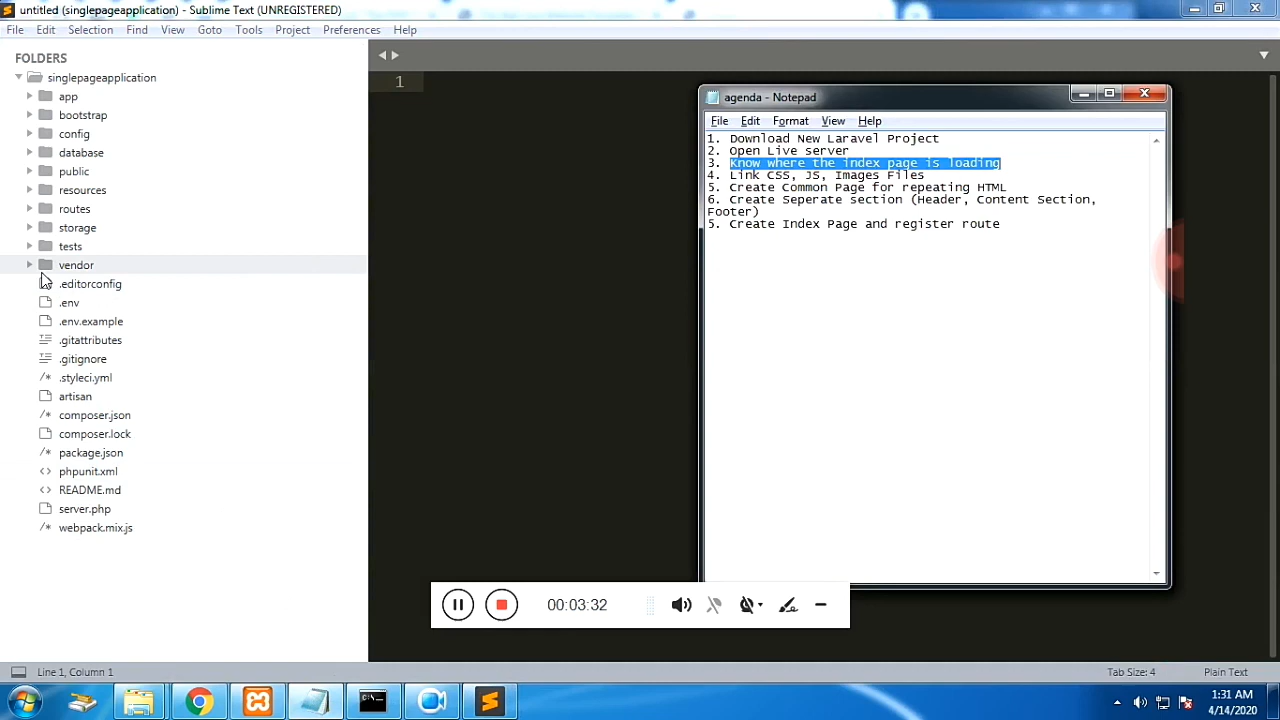 untitled (singlepageapplication) - Sublime Text (UNREGISTERED)
File Edit Selection Find View Goto Tools Project Preferences Help
FOLDERS
singlepageapplication
app
bootstrap
config
database
public
resources
routes
storage
tests
vendor
.editorconfig
.env
.env.example
.gitattributes
.gitignore
.styleci.yml
artisan
composer.json
composer.lock
package.json
phpunit.xml
README.md
server.php
webpack.mix.js
1
agenda - Notepad
File Edit Format View Help
1. Download New Laravel Project
2. Open Live server
3. Know where the index page is loading
4. Link CSS, JS, Images Files
5. Create Common Page for repeating HTML
6. Create Seperate section (Header, Content Section,
Footer)
5. Create Index Page and register route
00:03:32
Line 1, Column 1
Tab Size: 4
Plain Text
1:31 AM
4/14/2020